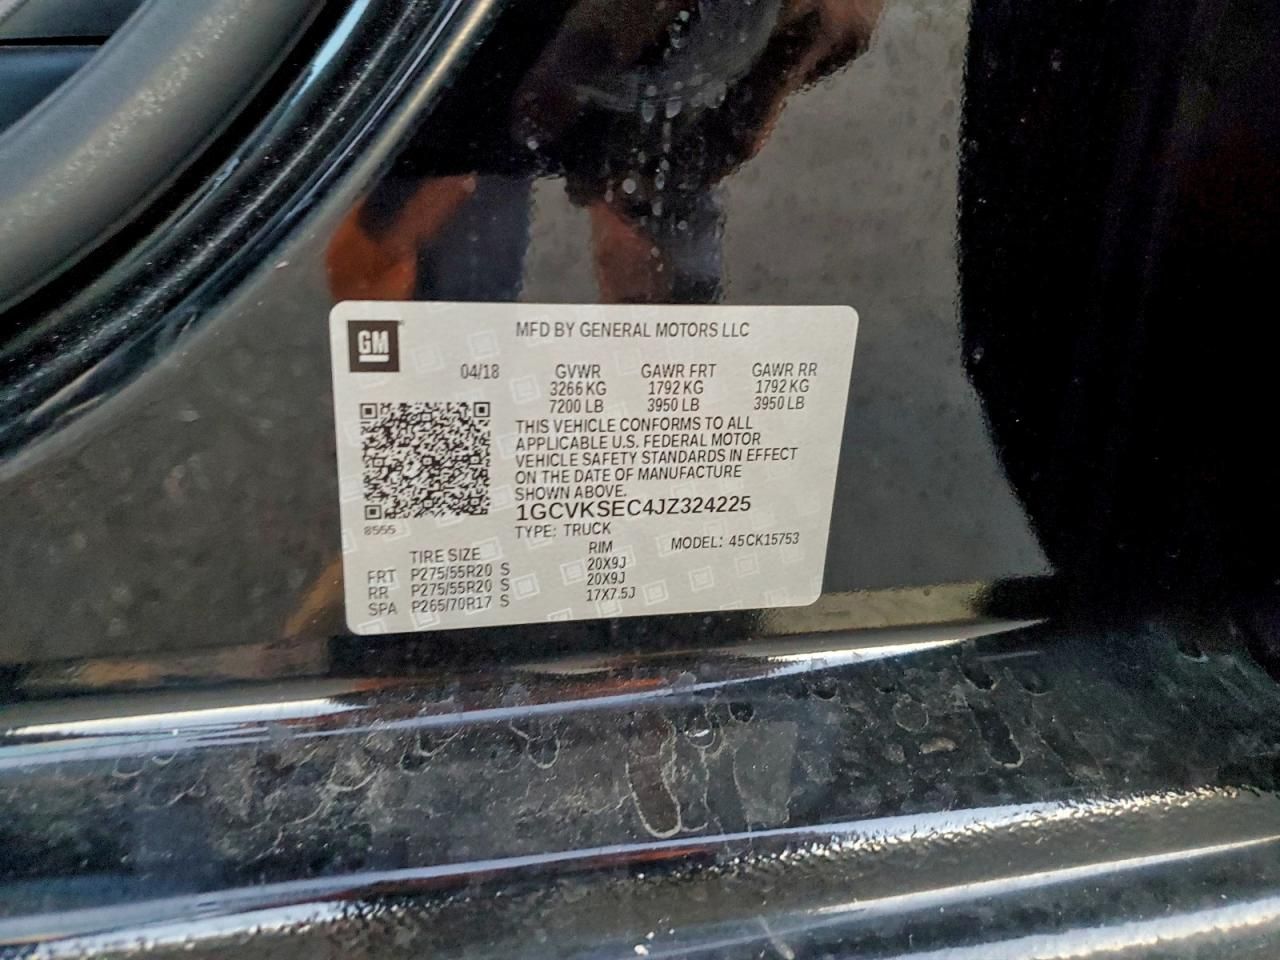 GM
MFD BY GENERAL MOTORS LLC
04/18 GVWR GAWR FRT GAWR RR
3266 KG 1792 KG 1792 KG
7200 LB 3950 LB 3950 LB
THIS VEHICLE CONFORMS TO ALL
APPLICABLE U.S. FEDERAL MOTOR
VEHICLE SAFETY STANDARDS IN EFFECT
ON THE DATE OF MANUFACTURE
SHOWN ABOVE.
1GCVKSEC4JZ324225
8555
TYPE: TRUCK
TIRE SIZE RIM MODEL: 45CK15753
FRT P275/55R20 S 20X9J
RR P275/55R20 S 20X9J
SPA P265/70R17 S 17X7.5J